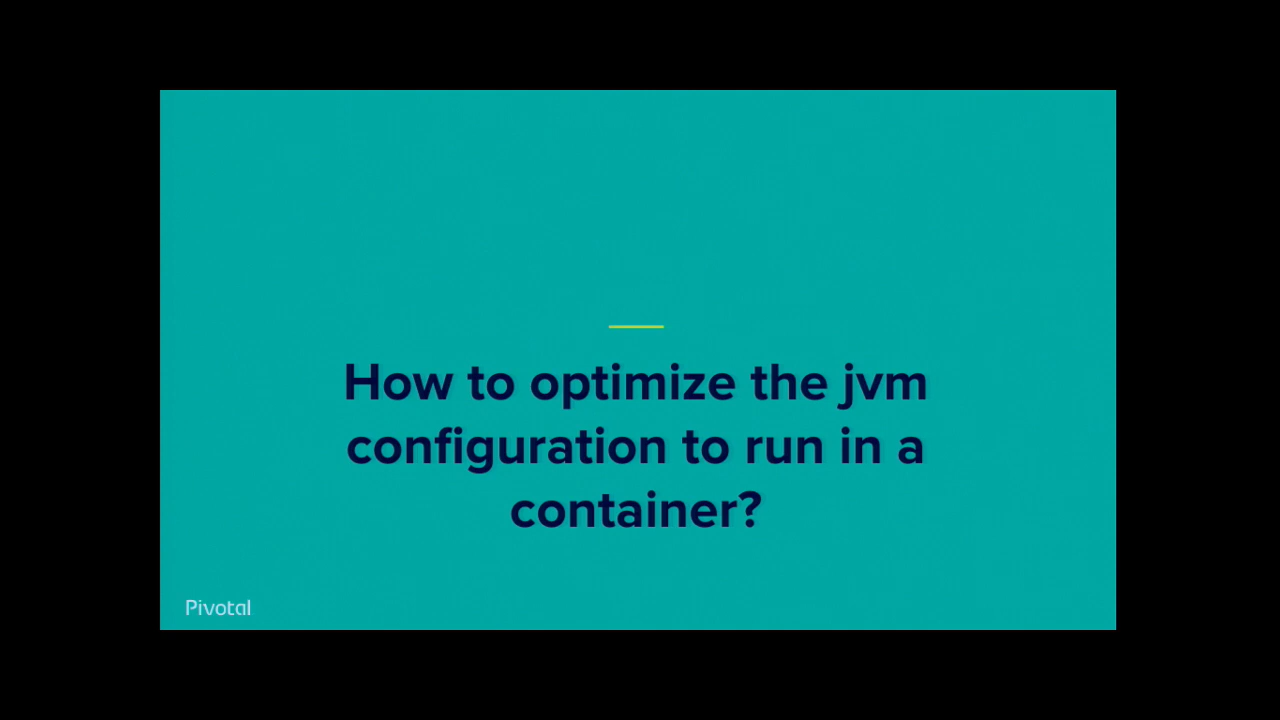 How to optimize the jvm
configuration to run in a
container?
Pivotal